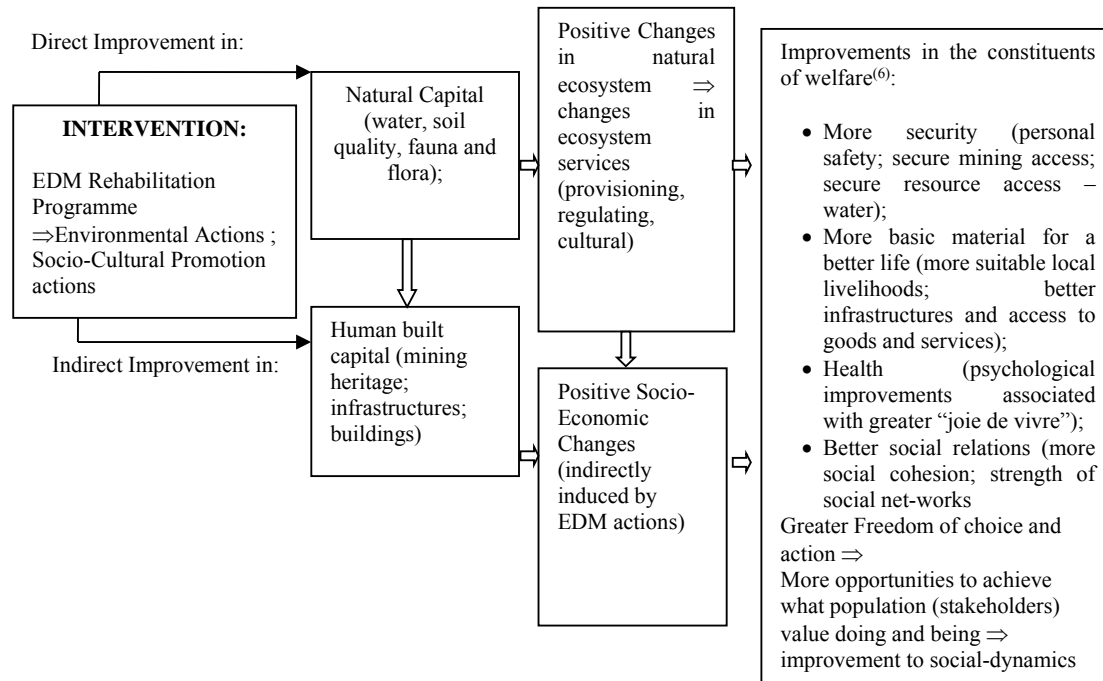 Direct Improvement in:
INTERVENTION:
EDM Rehabilitation
Programme
⇒Environmental Actions ;
Socio-Cultural Promotion
actions
Indirect Improvement in:
Natural Capital
(water, soil
quality, fauna and
flora);
Human built
capital (mining
heritage;
infrastructures;
buildings)
Positive Changes
in natural
ecosystem ⇒
changes in
ecosystem
services
(provisioning,
regulating,
cultural)
Positive Socio-
Economic
Changes
(indirectly
induced by
EDM actions)
Improvements in the constituents
of welfare(6):
• More security (personal
safety; secure mining access;
secure resource access –
water);
• More basic material for a
better life (more suitable local
livelihoods; better
infrastructures and access to
goods and services);
• Health (psychological
improvements associated
with greater “joie de vivre”);
• Better social relations (more
social cohesion; strength of
social net-works
Greater Freedom of choice and
action ⇒
More opportunities to achieve
what population (stakeholders)
value doing and being ⇒
improvement to social-dynamics